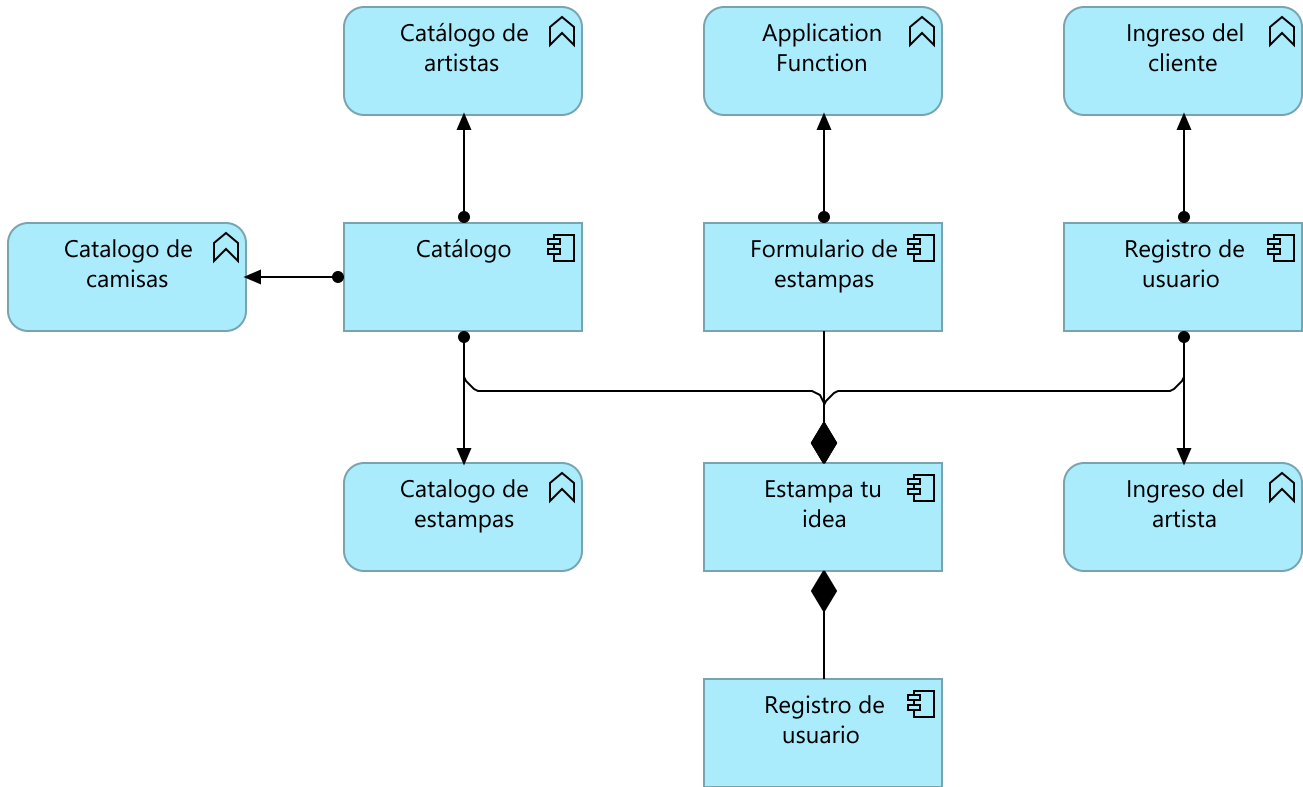 Catálogo de
artistas
Application
Function
Ingreso del
cliente
Catalogo de
camisas
Catálogo
Formulario de
estampas
Registro de
usuario
Catalogo de
estampas
Estampa tu
idea
Ingreso del
artista
Registro de
usuario